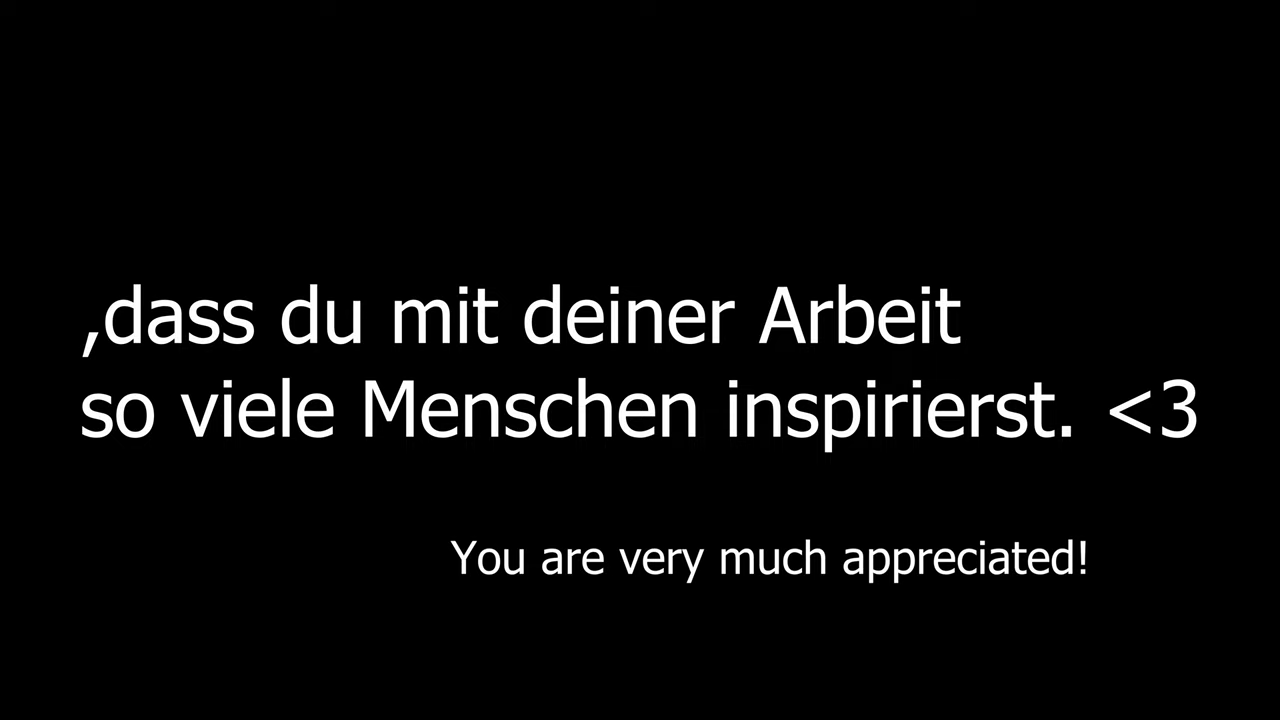 ,dass du mit deiner Arbeit
so viele Menschen inspirierst. <3
You are very much appreciated!